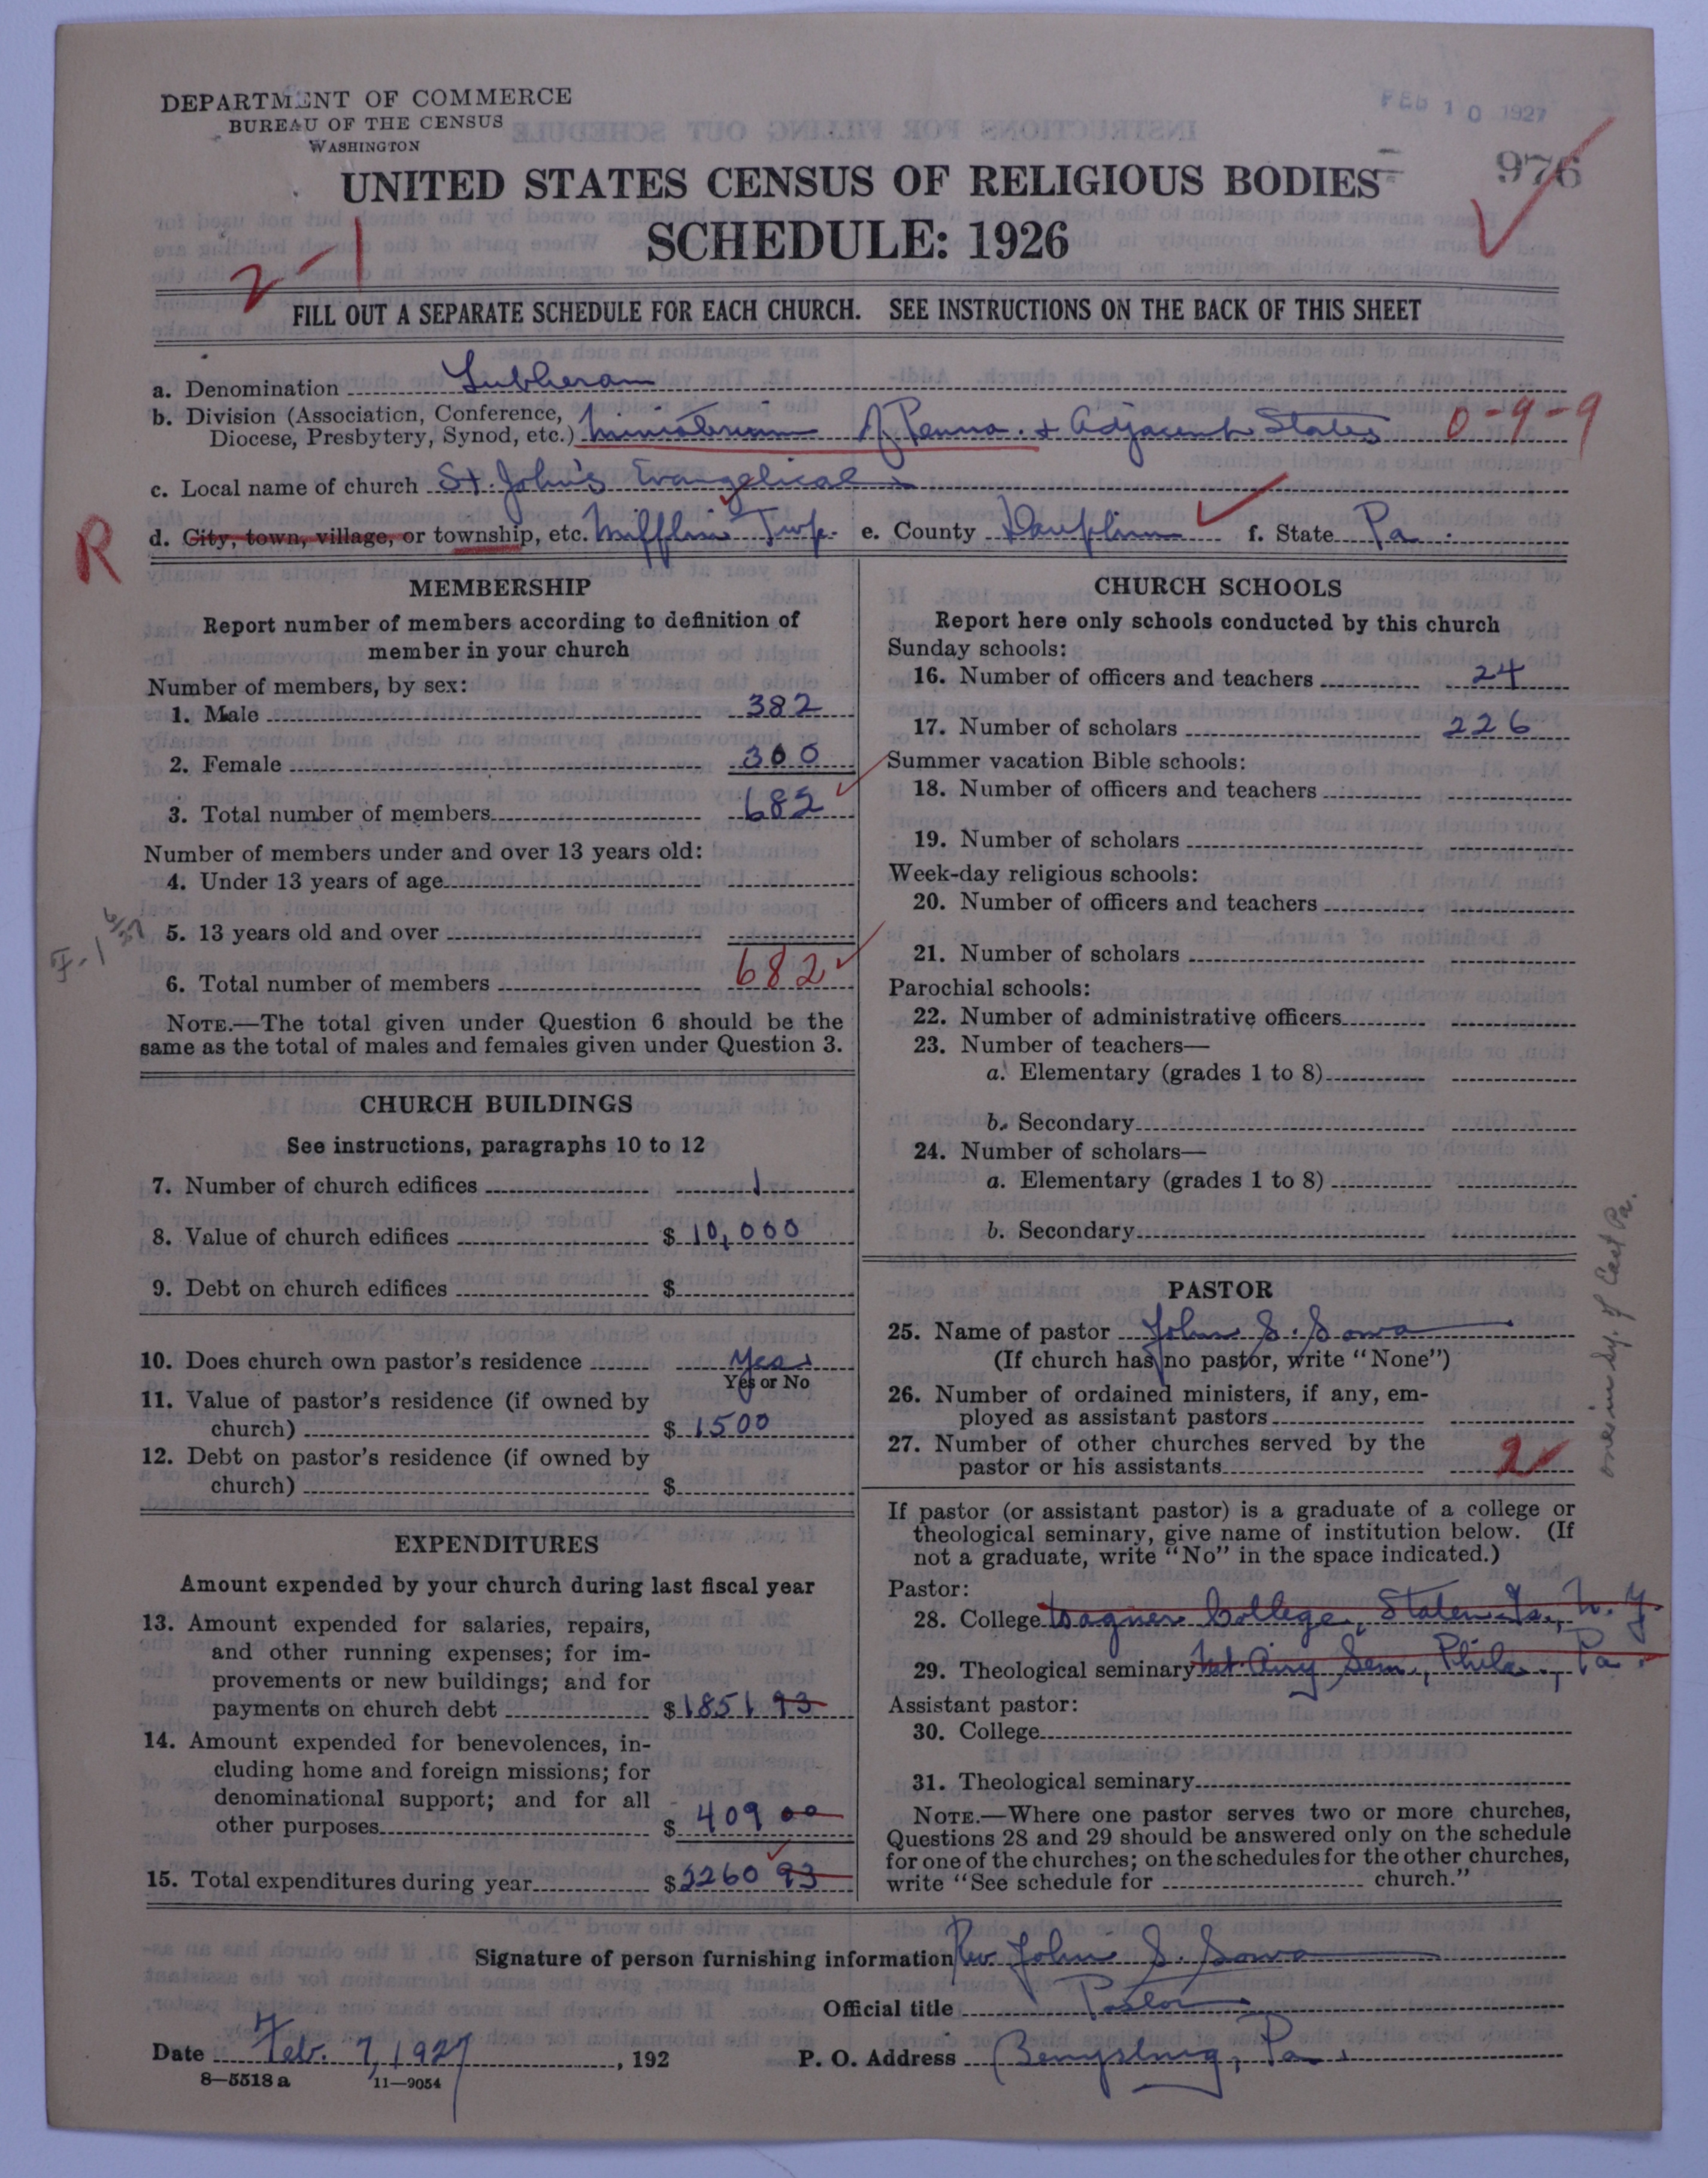 DEPARTMENT OF COMMERCE
BUREAU OF THE CENSUS
WASHINGTON
FEB 10 1927
976
UNITED STATES CENSUS OF RELIGIOUS BODIES
SCHEDULE: 1926
2-1
FILL OUT A SEPARATE SCHEDULE FOR EACH CHURCH. SEE INSTRUCTIONS ON THE BACK OF THIS SHEET
a. Denomination Lutheran
b. Division (Association, Conference,
Diocese, Presbytery, Synod, etc.) Ministerium of Penna. & Adjacent States 0-9-9
c. Local name of church St. John's Evangelical
R
d. City, town, village, or township, etc. Mifflin Twp. e. County Dauphin f. State Pa.
MEMBERSHIP
Report number of members according to definition of
member in your church
Number of members, by sex:
1. Male 382
2. Female 300
3. Total number of members 682
Number of members under and over 13 years old:
4. Under 13 years of age
5. 13 years old and over
6. Total number of members 682
NOTE.—The total given under Question 6 should be the
same as the total of males and females given under Question 3.
CHURCH BUILDINGS
See instructions, paragraphs 10 to 12
7. Number of church edifices 1
8. Value of church edifices $ 10,000
9. Debt on church edifices $
10. Does church own pastor's residence Yes
Yes or No
11. Value of pastor's residence (if owned by
church) $ 1500
12. Debt on pastor's residence (if owned by
church) $
EXPENDITURES
Amount expended by your church during last fiscal year
13. Amount expended for salaries, repairs,
and other running expenses; for im-
provements or new buildings; and for
payments on church debt $ 1851 93
14. Amount expended for benevolences, in-
cluding home and foreign missions; for
denominational support; and for all
other purposes $ 409 00
15. Total expenditures during year $ 2260 93
CHURCH SCHOOLS
Report here only schools conducted by this church
Sunday schools:
16. Number of officers and teachers 24
17. Number of scholars 226
Summer vacation Bible schools:
18. Number of officers and teachers
19. Number of scholars
Week-day religious schools:
20. Number of officers and teachers
21. Number of scholars
Parochial schools:
22. Number of administrative officers
23. Number of teachers—
a. Elementary (grades 1 to 8)
b. Secondary
24. Number of scholars—
a. Elementary (grades 1 to 8)
b. Secondary
PASTOR
25. Name of pastor John S. Sowa
(If church has no pastor, write "None")
26. Number of ordained ministers, if any, em-
ployed as assistant pastors
27. Number of other churches served by the
pastor or his assistants 2
If pastor (or assistant pastor) is a graduate of a college or
theological seminary, give name of institution below. (If
not a graduate, write "No" in the space indicated.)
Pastor:
28. College Wagner College, Staten Is., N. Y.
29. Theological seminary Mt. Airy Sem., Phila., Pa.
Assistant pastor:
30. College
31. Theological seminary
NOTE.—Where one pastor serves two or more churches,
Questions 28 and 29 should be answered only on the schedule
for one of the churches; on the schedules for the other churches,
write "See schedule for church."
one in Sy. of East Pa.
Signature of person furnishing information Rev. John S. Sowa
Official title Pastor
Date Feb. 7, 1927, 192
P. O. Address Berrysburg, Pa.
8—5518 a 11—9054